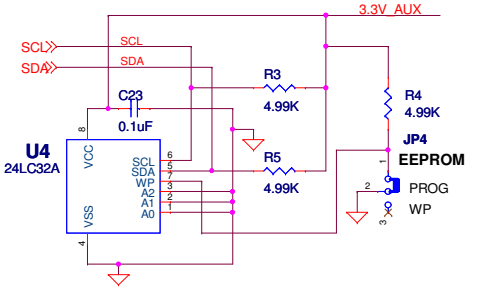 3.3V_AUX
SCL
SCL
SDA
SDA
R3
4.99K
R4
4.99K
C23
0.1uF
JP4
EEPROM
U4
24LC32A
8
VCC
SCL
6
SDA
5
WP
7
A2
3
A1
2
A0
1
VSS
4
R5
4.99K
1
2
PROG
WP
3